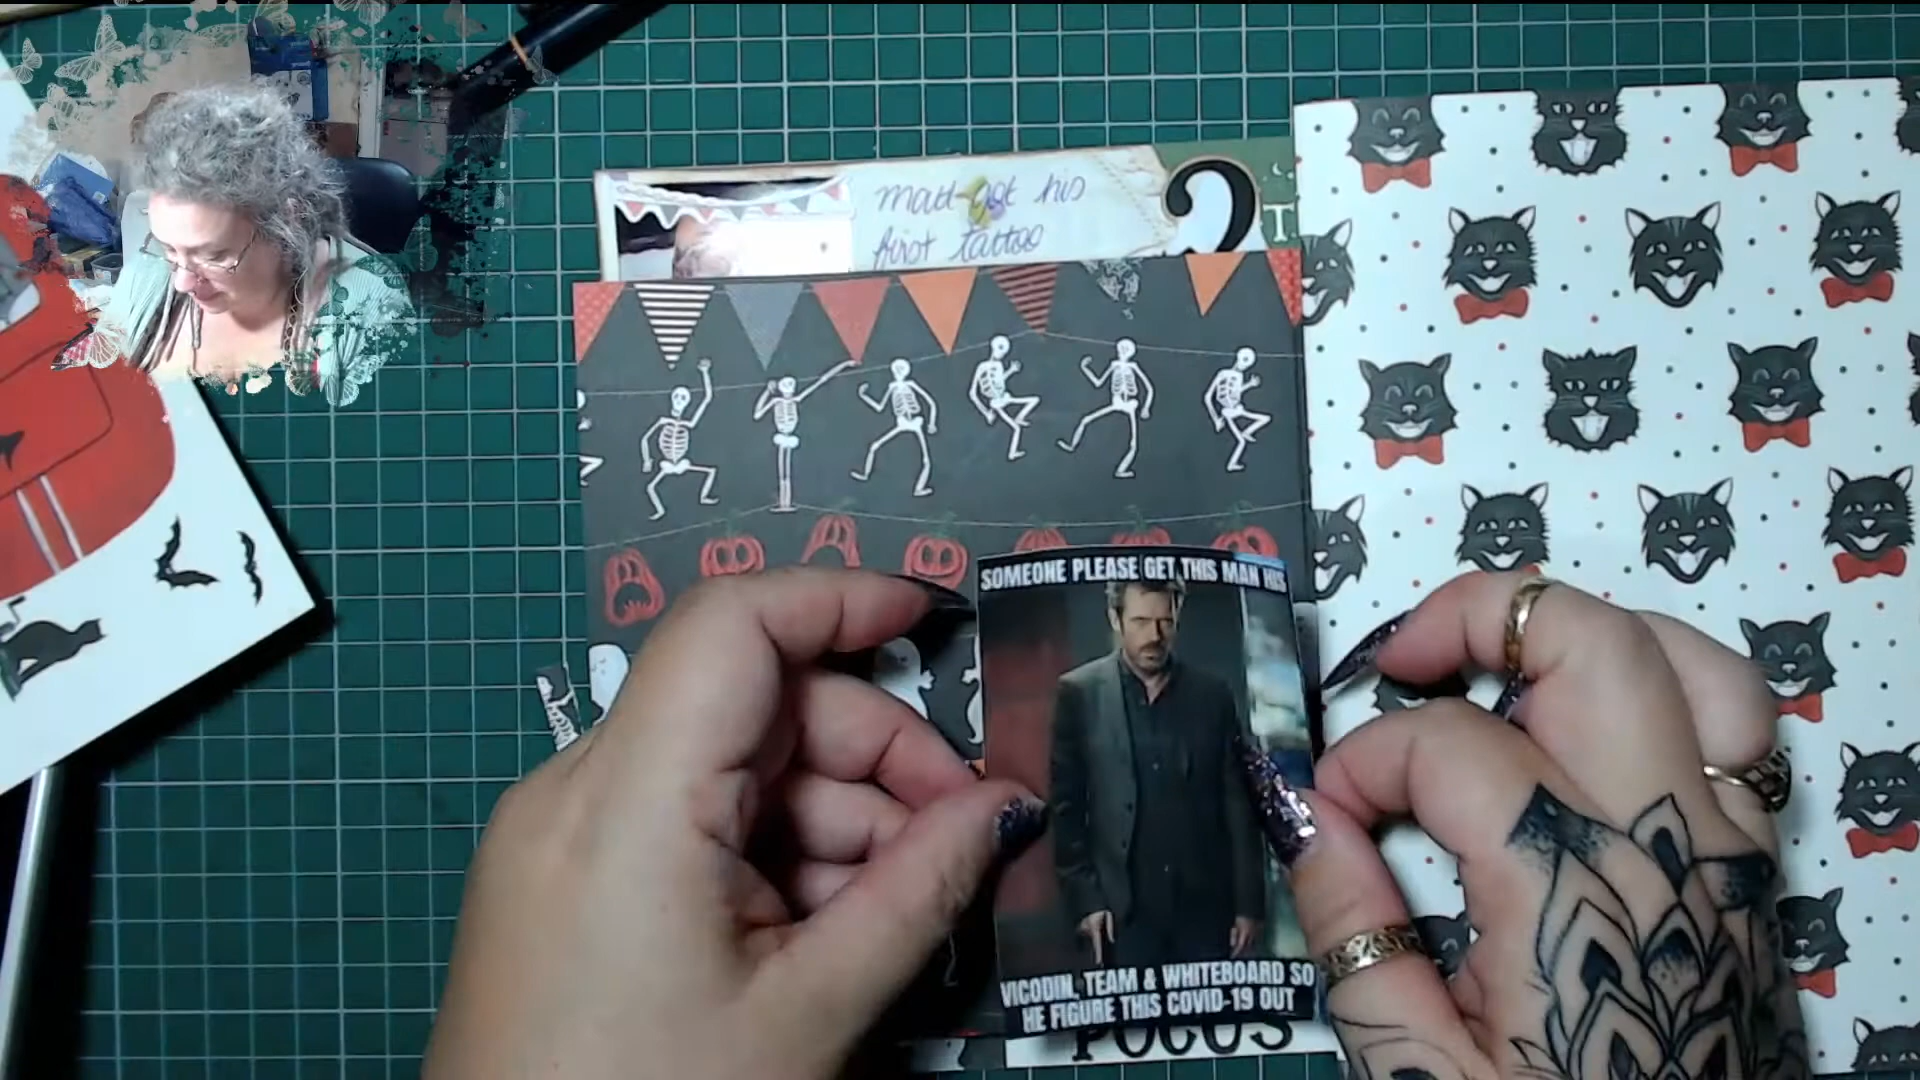 matt got his
first tattoo
2
T
SOMEONE PLEASE GET THIS MAN HIS
VICODIN, TEAM & WHITEBOARD SO
HE FIGURE THIS COVID-19 OUT
POCUS